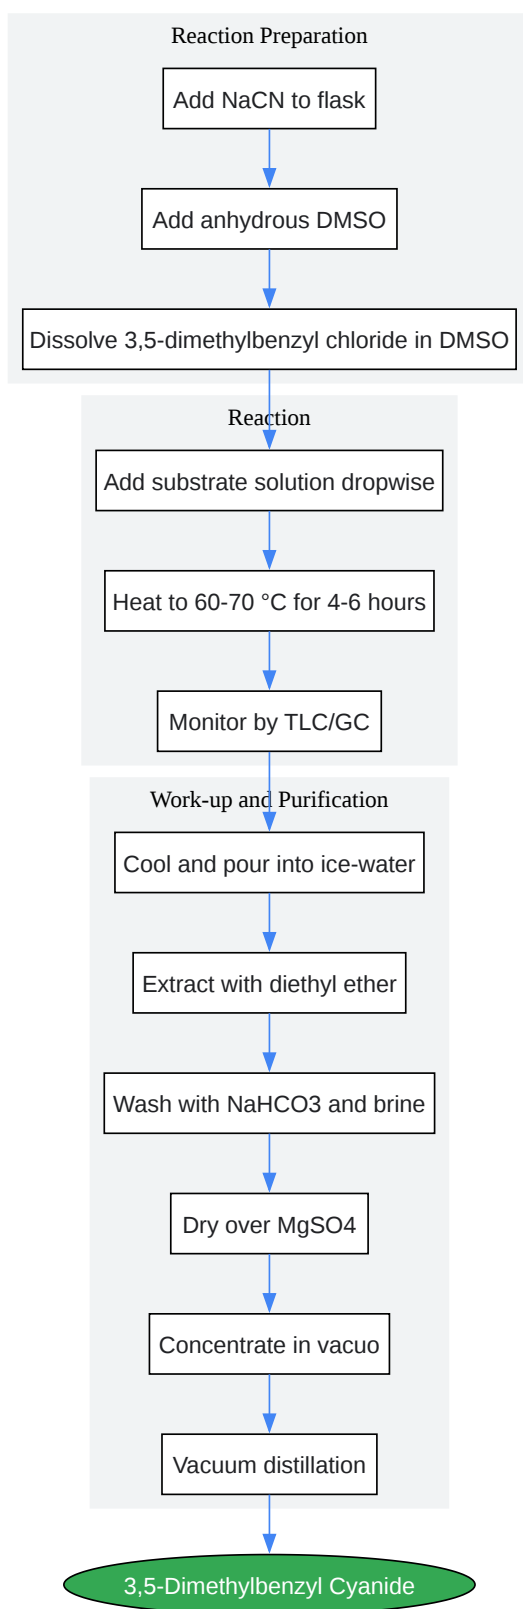 Reaction Preparation
Add NaCN to flask
Add anhydrous DMSO
Dissolve 3,5-dimethylbenzyl chloride in DMSO
Reaction
Add substrate solution dropwise
Heat to 60-70 °C for 4-6 hours
Monitor by TLC/GC
Work-up and Purification
Cool and pour into ice-water
Extract with diethyl ether
Wash with NaHCO3 and brine
Dry over MgSO4
Concentrate in vacuo
Vacuum distillation
3,5-Dimethylbenzyl Cyanide